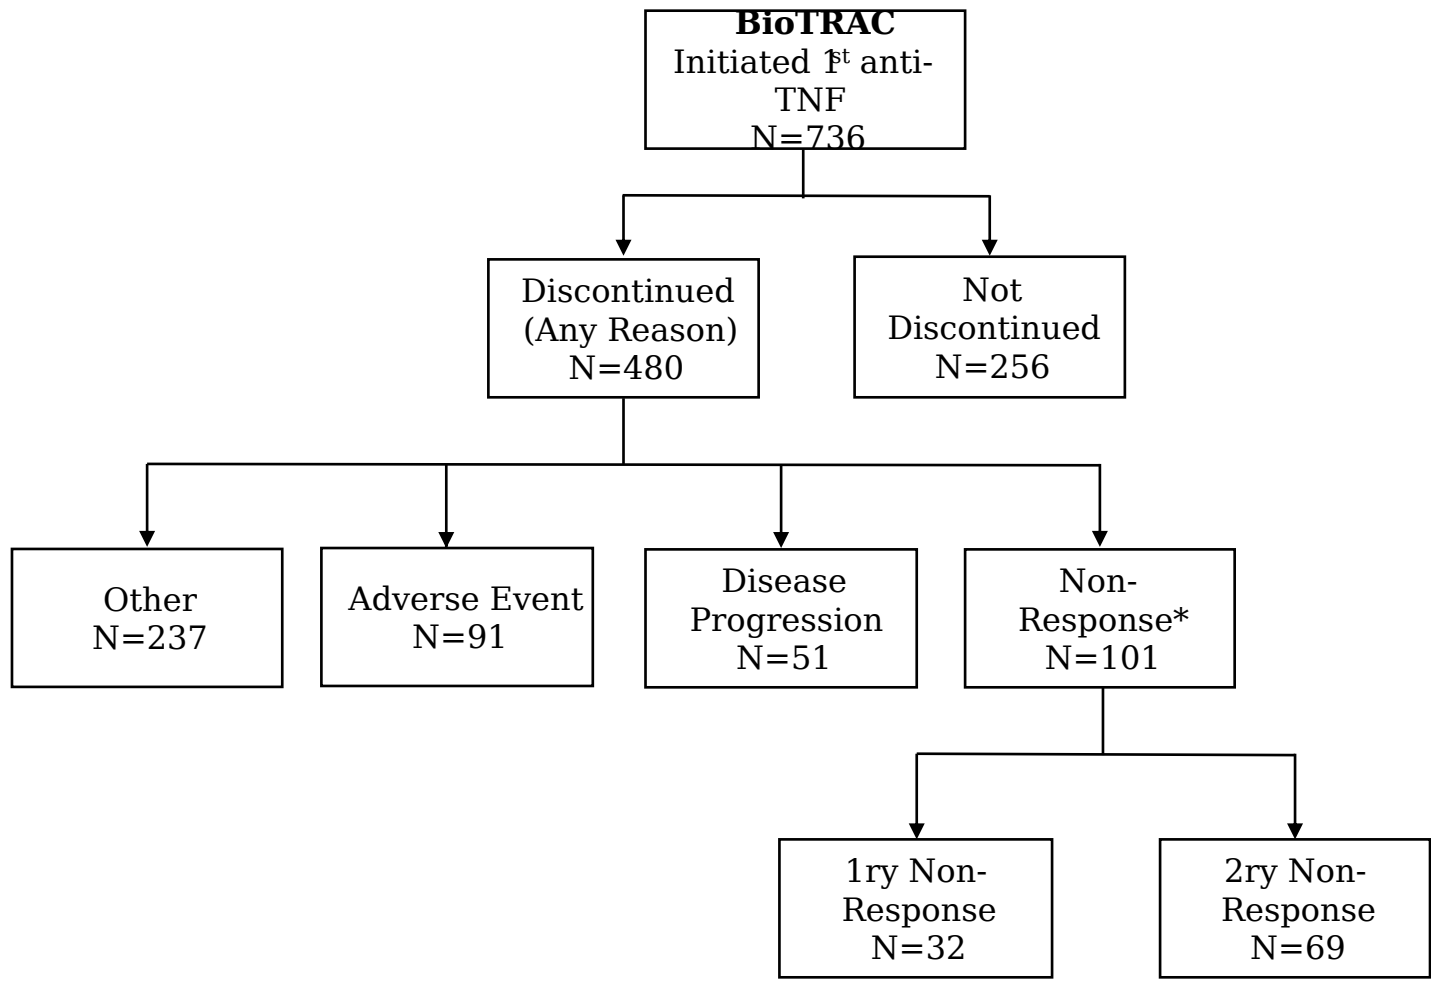 BioTRAC
Initiated 1st anti-
TNF
N=736
Discontinued
(Any Reason)
N=480
Not
Discontinued
N=256
Other
N=237
Adverse Event
N=91
Disease
Progression
N=51
Non-
Response*
N=101
1ry Non-
Response
N=32
2ry Non-
Response
N=69